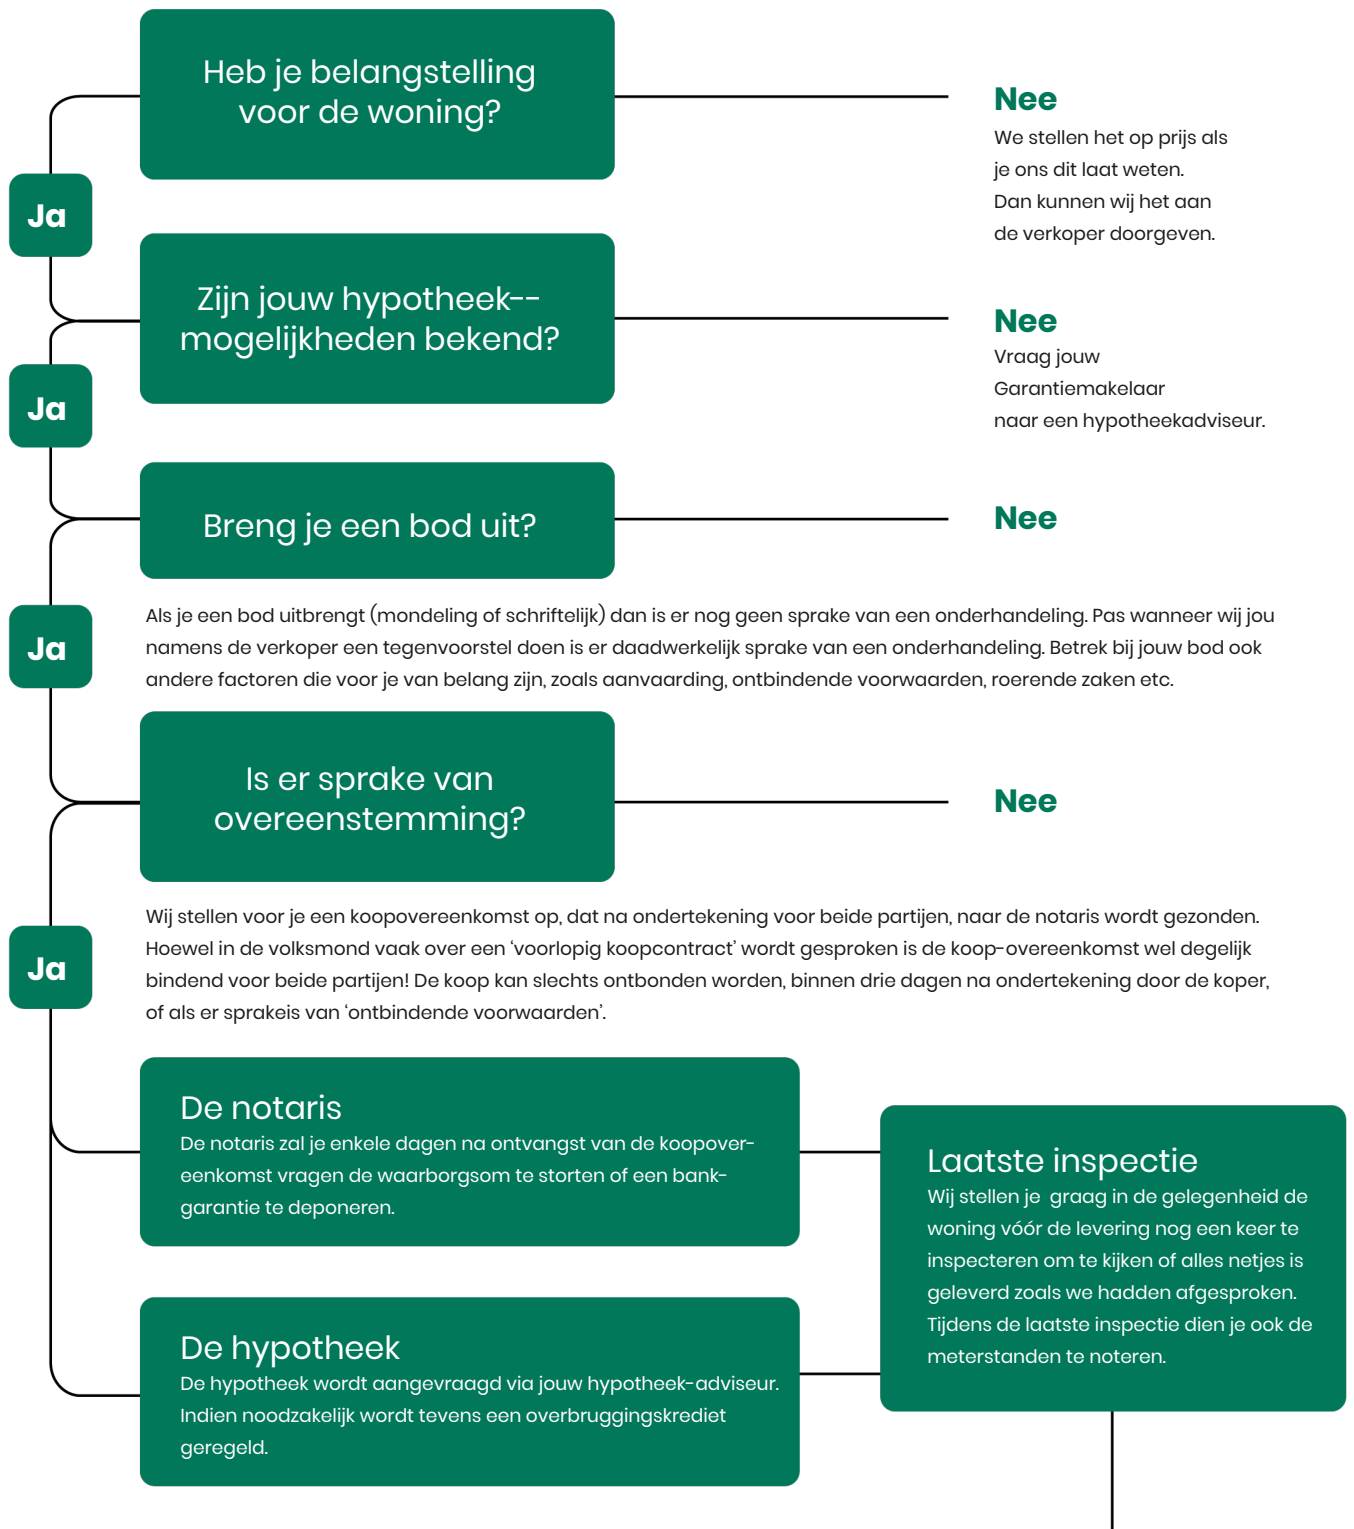 Heb je belangstelling
voor de woning?
Nee
We stellen het op prijs als
je ons dit laat weten.
Dan kunnen wij het aan
de verkoper doorgeven.
Ja
Zijn jouw hypotheek--
mogelijkheden bekend?
Nee
Vraag jouw
Garantiemakelaar
naar een hypotheekadviseur.
Ja
Breng je een bod uit?
Nee
Ja
Als je een bod uitbrengt (mondeling of schriftelijk) dan is er nog geen sprake van een onderhandeling. Pas wanneer wij jou
namens de verkoper een tegenvoorstel doen is er daadwerkelijk sprake van een onderhandeling. Betrek bij jouw bod ook
andere factoren die voor je van belang zijn, zoals aanvaarding, ontbindende voorwaarden, roerende zaken etc.
Is er sprake van
overeenstemming?
Nee
Ja
Wij stellen voor je een koopovereenkomst op, dat na ondertekening voor beide partijen, naar de notaris wordt gezonden.
Hoewel in de volksmond vaak over een ‘voorlopig koopcontract’ wordt gesproken is de koop-overeenkomst wel degelijk
bindend voor beide partijen! De koop kan slechts ontbonden worden, binnen drie dagen na ondertekening door de koper,
of als er sprakeis van ‘ontbindende voorwaarden’.
De notaris
De notaris zal je enkele dagen na ontvangst van de koopover-
eenkomst vragen de waarborgsom te storten of een bank-
garantie te deponeren.
Laatste inspectie
Wij stellen je graag in de gelegenheid de
woning vóór de levering nog een keer te
inspecteren om te kijken of alles netjes is
geleverd zoals we hadden afgesproken.
Tijdens de laatste inspectie dien je ook de
meterstanden te noteren.
De hypotheek
De hypotheek wordt aangevraagd via jouw hypotheek-adviseur.
Indien noodzakelijk wordt tevens een overbruggingskrediet
geregeld.